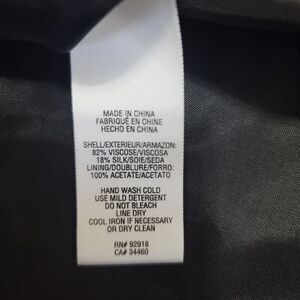 MADE IN CHINA
FABRIQUÉ EN CHINE
HECHO EN CHINA
SHELL/EXTERIEUR/ARMAZON:
82% VISCOSE/VISCOSA
18% SILK/SOIE/SEDA
LINING/DOUBLURE/FORRO:
100% ACETATE/ACETATO
HAND WASH COLD
USE MILD DETERGENT
DO NOT BLEACH
LINE DRY
COOL IRON IF NECESSARY
OR DRY CLEAN
RN# 92918
CA# 34460